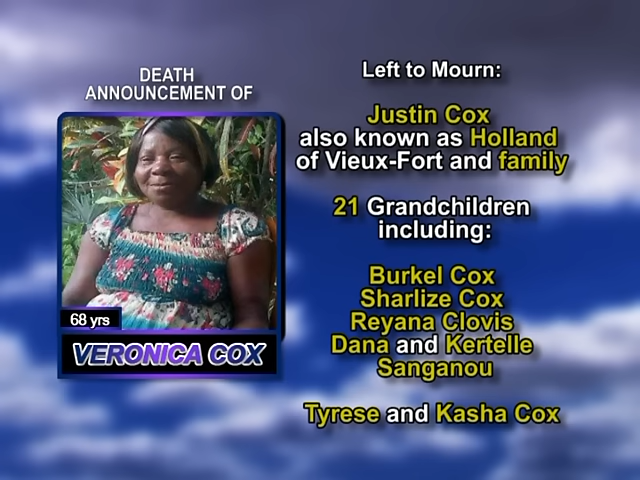 DEATH
ANNOUNCEMENT OF
68 yrs
VERONICA COX
Left to Mourn:
Justin Cox
also known as Holland
of Vieux-Fort and family
21 Grandchildren
including:
Burkel Cox
Sharlize Cox
Reyana Clovis
Dana and Kertelle
Sanganou
Tyrese and Kasha Cox